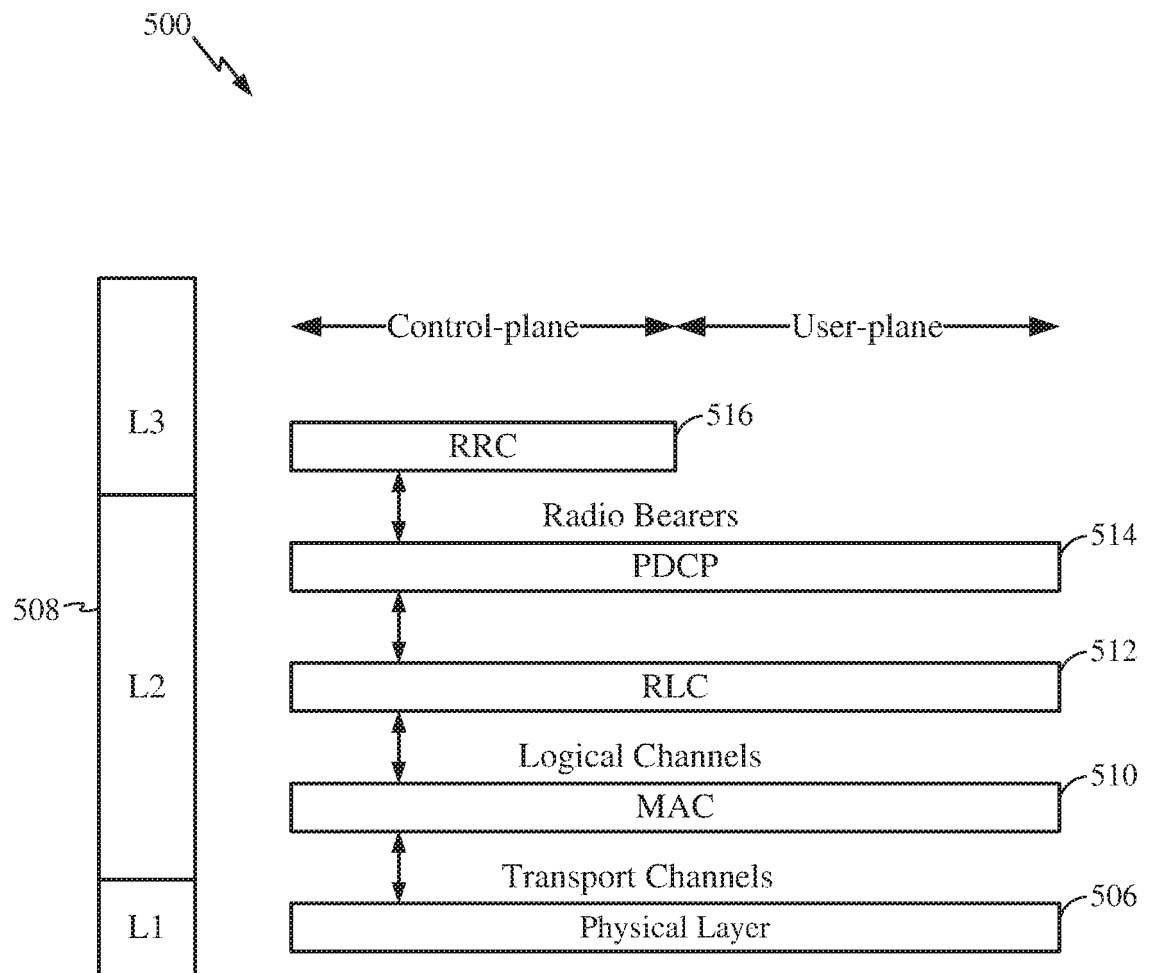 500
Control-plane
User-plane
L3
516
RRC
Radio Bearers
514
PDCP
508
512
L2
RLC
Logical Channels
510
MAC
Transport Channels
506
L1
Physical Layer